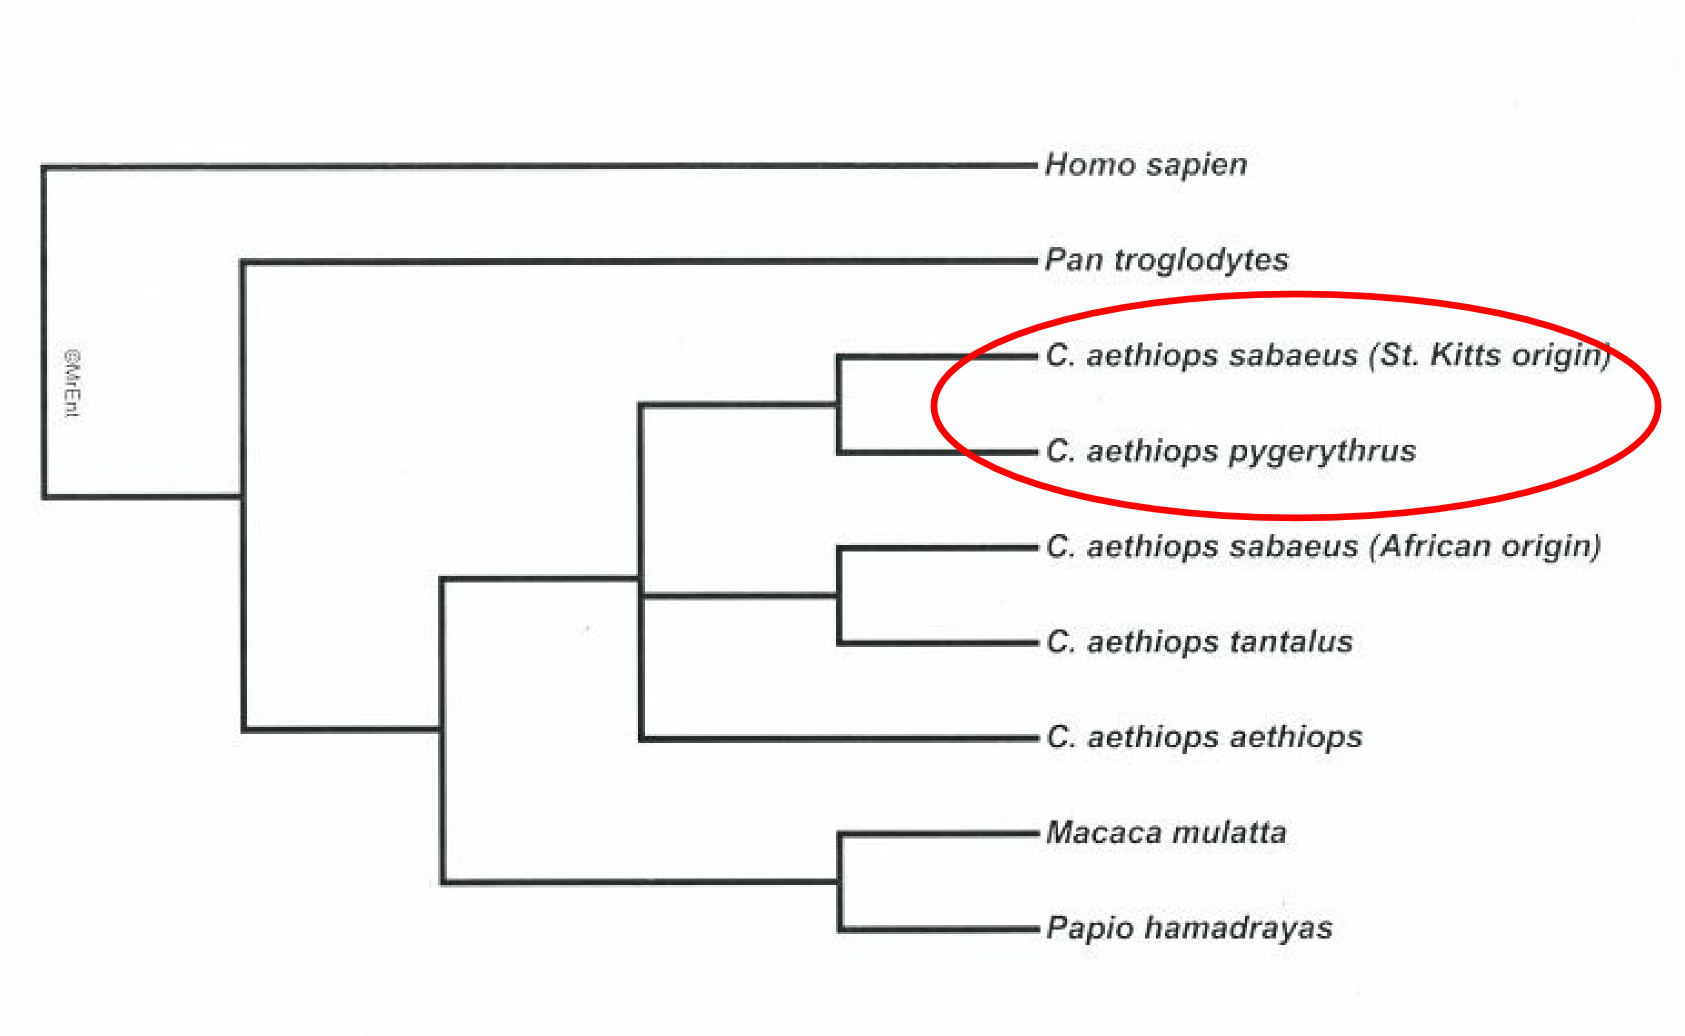 Homo sapien
Pan troglodytes
©MrEnt
C. aethiops sabaeus (St. Kitts origin)
C. aethiops pygerythrus
C. aethiops sabaeus (African origin)
C. aethiops tantalus
C. aethiops aethiops
Macaca mulatta
Papio hamadrayas